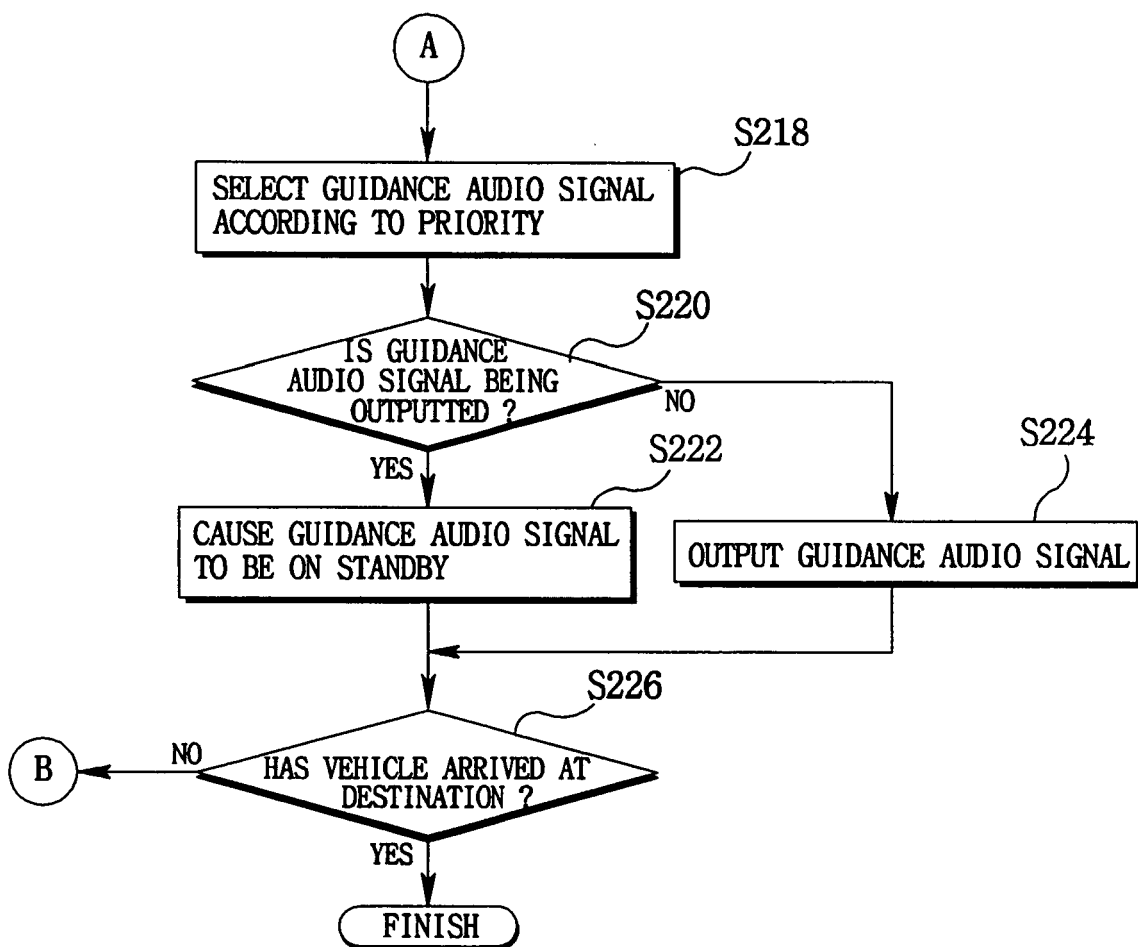 A
S218
SELECT GUIDANCE AUDIO SIGNAL
ACCORDING TO PRIORITY
S220
IS GUIDANCE
AUDIO SIGNAL BEING
OUTPUTTED ?
NO
YES
S222
S224
CAUSE GUIDANCE AUDIO SIGNAL
TO BE ON STANDBY
OUTPUT GUIDANCE AUDIO SIGNAL
S226
B
NO
HAS VEHICLE ARRIVED AT
DESTINATION ?
YES
FINISH